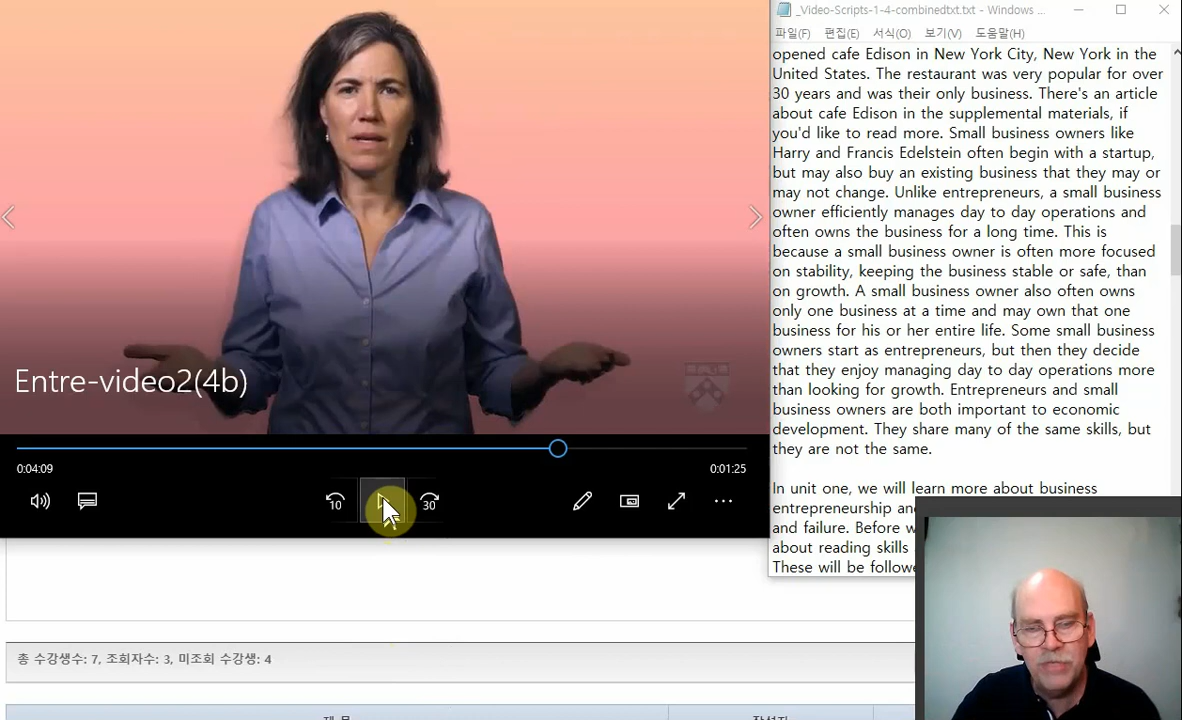 _Video-Scripts-1-4-combinedtxt.txt - Windows ...
파일(F) 편집(E) 서식(O) 보기(V) 도움말(H)
opened cafe Edison in New York City, New York in the
United States. The restaurant was very popular for over
30 years and was their only business. There's an article
about cafe Edison in the supplemental materials, if
you'd like to read more. Small business owners like
Harry and Francis Edelstein often begin with a startup,
but may also buy an existing business that they may or
may not change. Unlike entrepreneurs, a small business
owner efficiently manages day to day operations and
often owns the business for a long time. This is
because a small business owner is often more focused
on stability, keeping the business stable or safe, than
on growth. A small business owner also often owns
only one business at a time and may own that one
business for his or her entire life. Some small business
owners start as entrepreneurs, but then they decide
that they enjoy managing day to day operations more
than looking for growth. Entrepreneurs and small
business owners are both important to economic
development. They share many of the same skills, but
they are not the same.
In unit one, we will learn more about business
entrepreneurship and
and failure. Before w
about reading skills
These will be followe
Entre-video2(4b)
0:04:09
0:01:25
10
30
총 수강생수: 7, 조회자수: 3, 미조회 수강생: 4